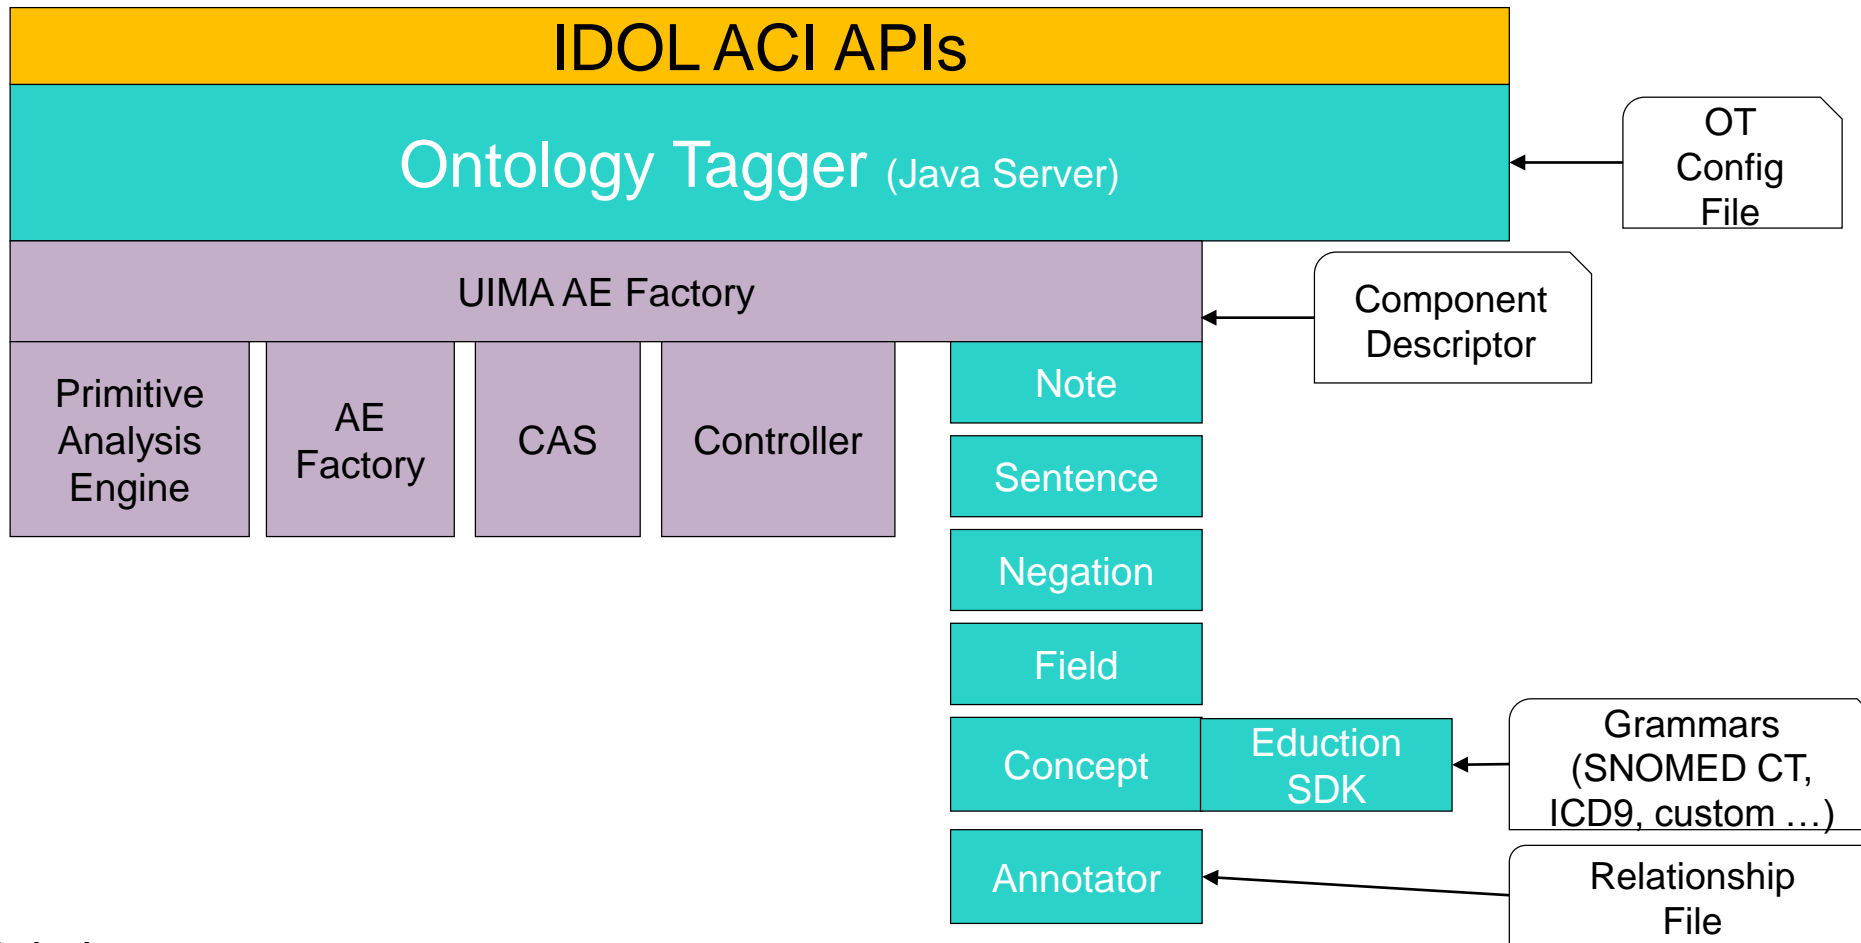 IDOL ACI APIs
Ontology Tagger (Java Server)
OT
Config
File
UIMA AE Factory
Component
Descriptor
Primitive
Analysis
Engine
AE
Factory
CAS
Controller
Note
Sentence
Negation
Field
Concept
Eduction
SDK
Grammars
(SNOMED CT,
ICD9, custom …)
Annotator
Relationship
File